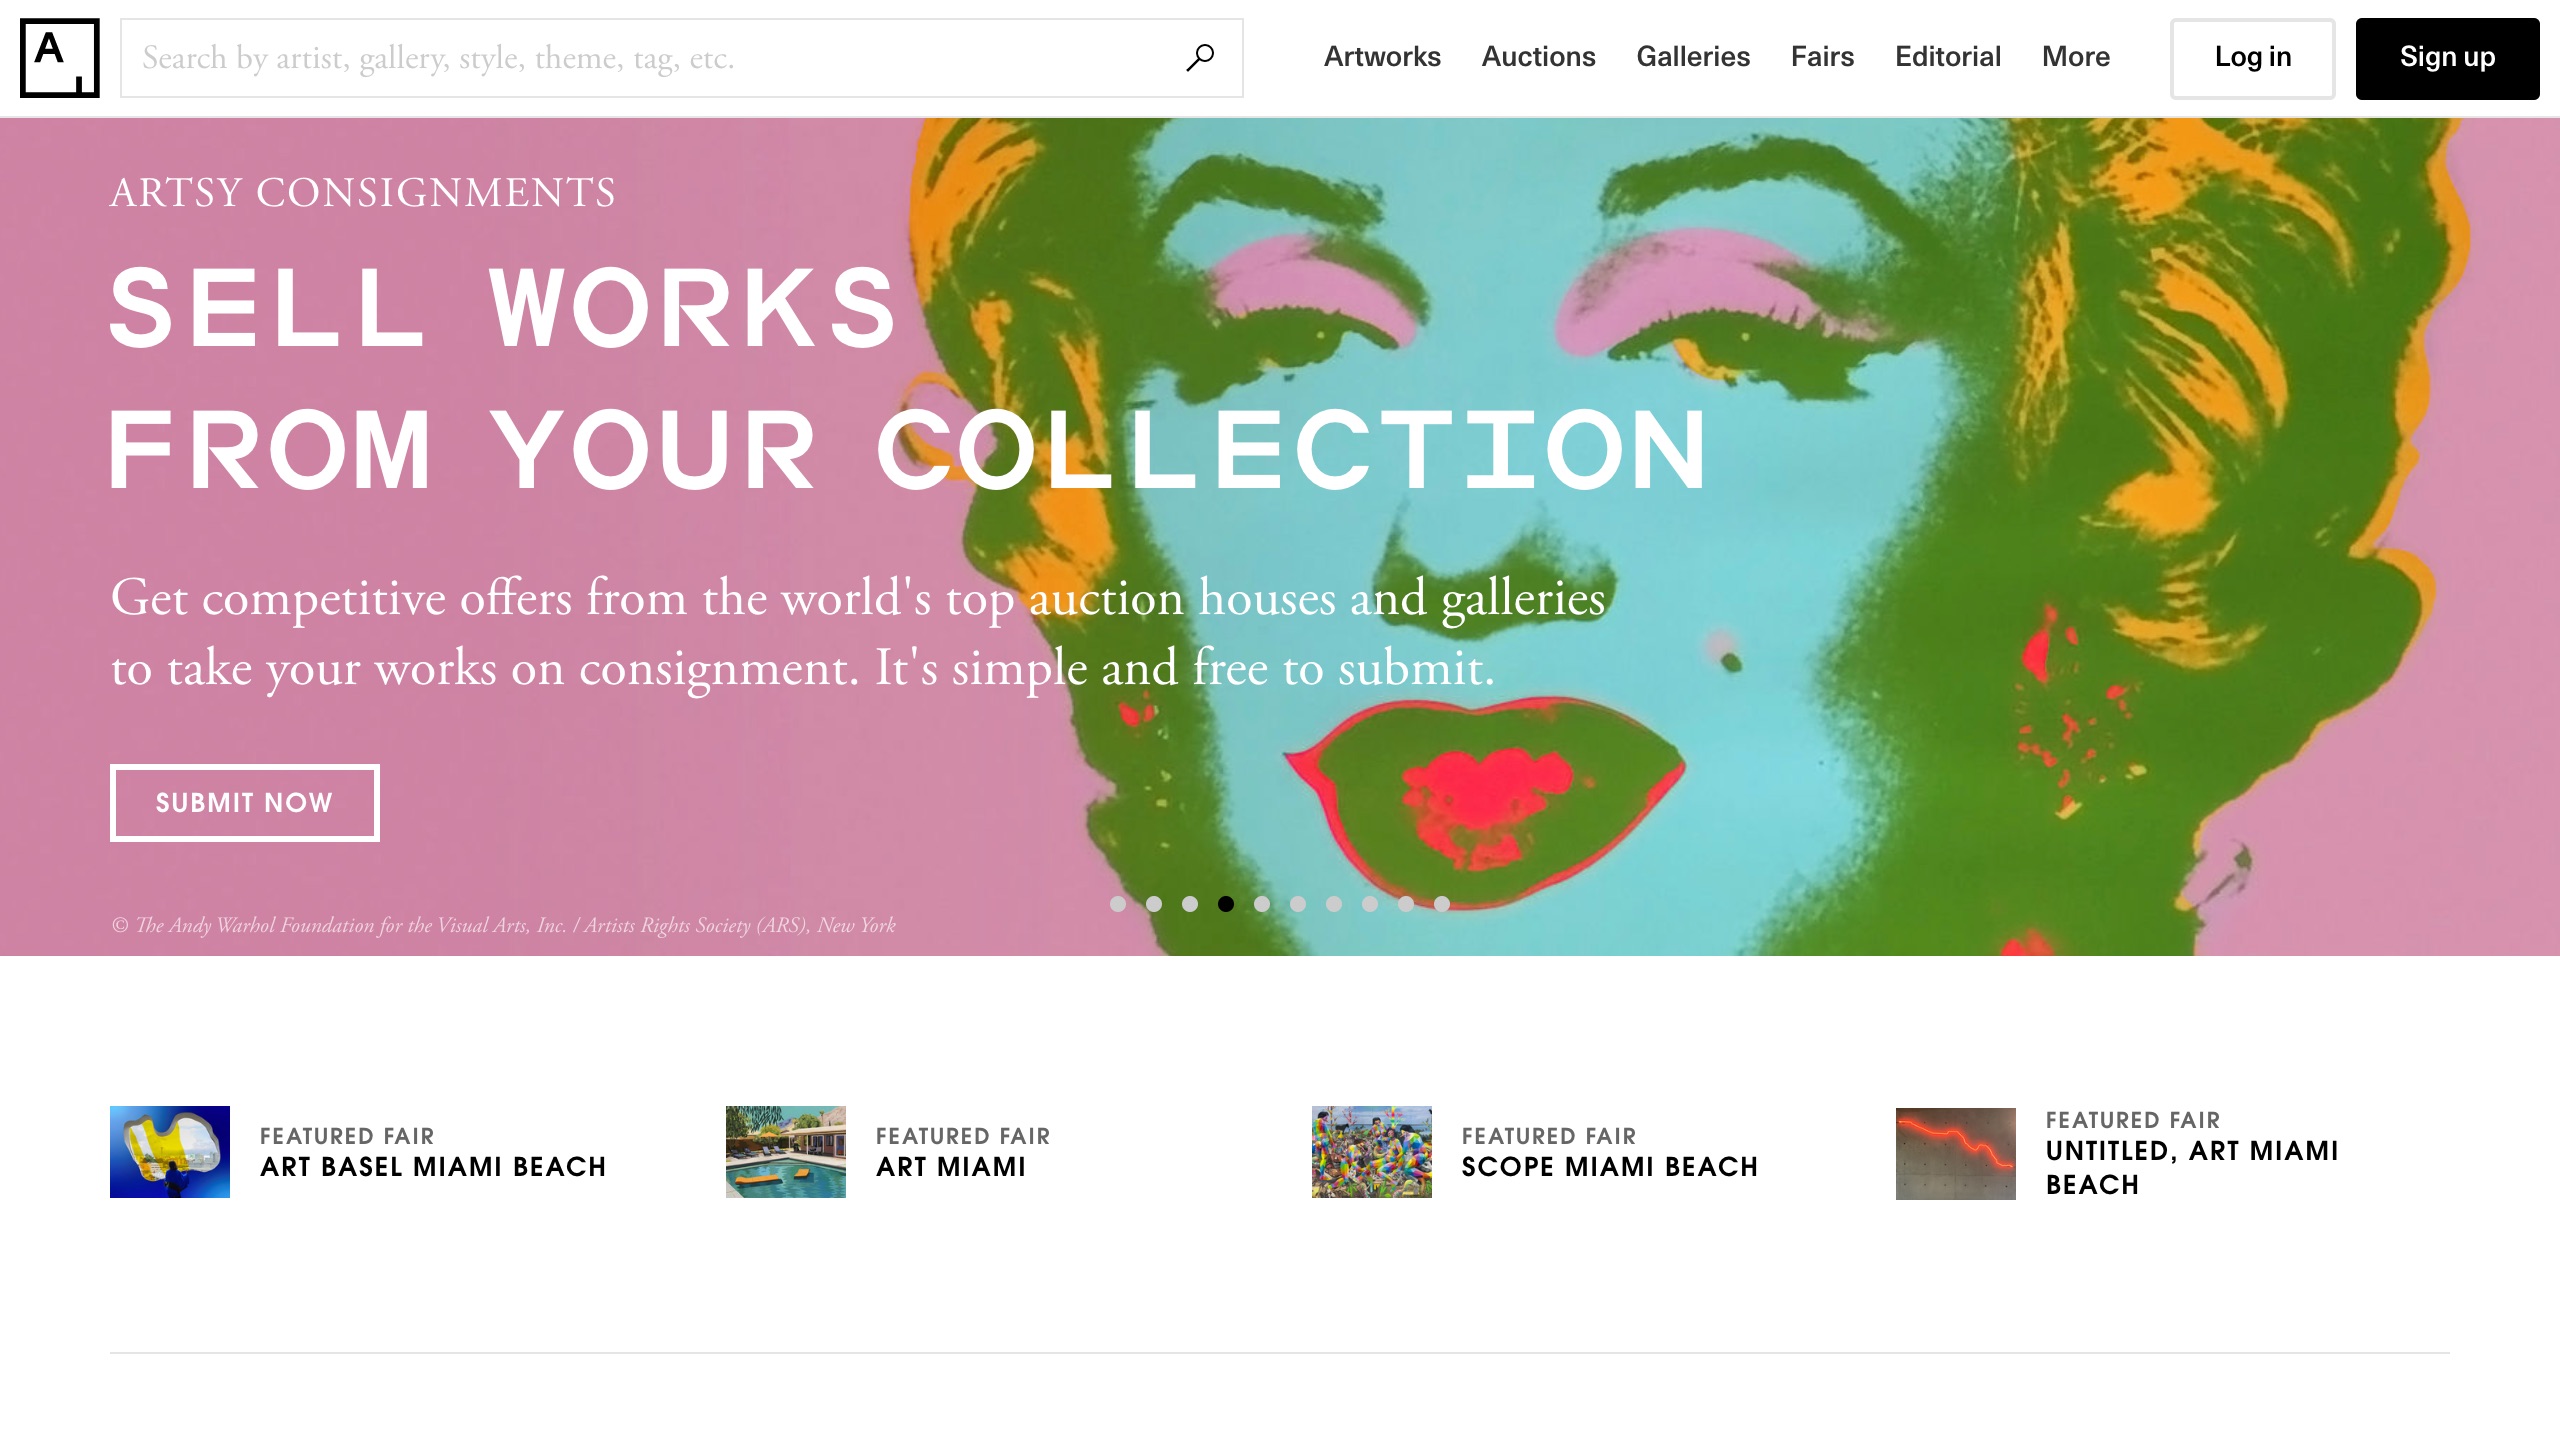 A
Search by artist, gallery, style, theme, tag, etc.
Artworks Auctions Galleries Fairs Editorial More Log in Sign up
ARTSY CONSIGNMENTS
SELL WORKS
FROM YOUR COLLECTION
Get competitive offers from the world's top auction houses and galleries
to take your works on consignment. It's simple and free to submit.
SUBMIT NOW
© The Andy Warhol Foundation for the Visual Arts, Inc. / Artists Rights Society (ARS), New York
FEATURED FAIR
ART BASEL MIAMI BEACH
FEATURED FAIR
ART MIAMI
FEATURED FAIR
SCOPE MIAMI BEACH
FEATURED FAIR
UNTITLED, ART MIAMI
BEACH